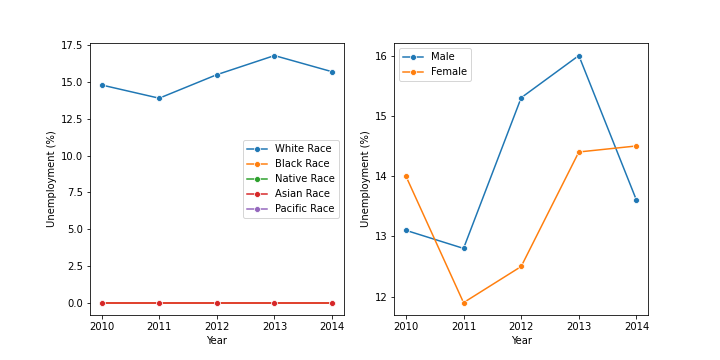 17.5
15.0
12.5
10.0
7.5
5.0
2.5
0.0
Unemployment (%)
White Race
Black Race
Native Race
Asian Race
Pacific Race
2010 2011 2012 2013 2014
Year
16
15
14
13
12
Unemployment (%)
Male
Female
2010 2011 2012 2013 2014
Year